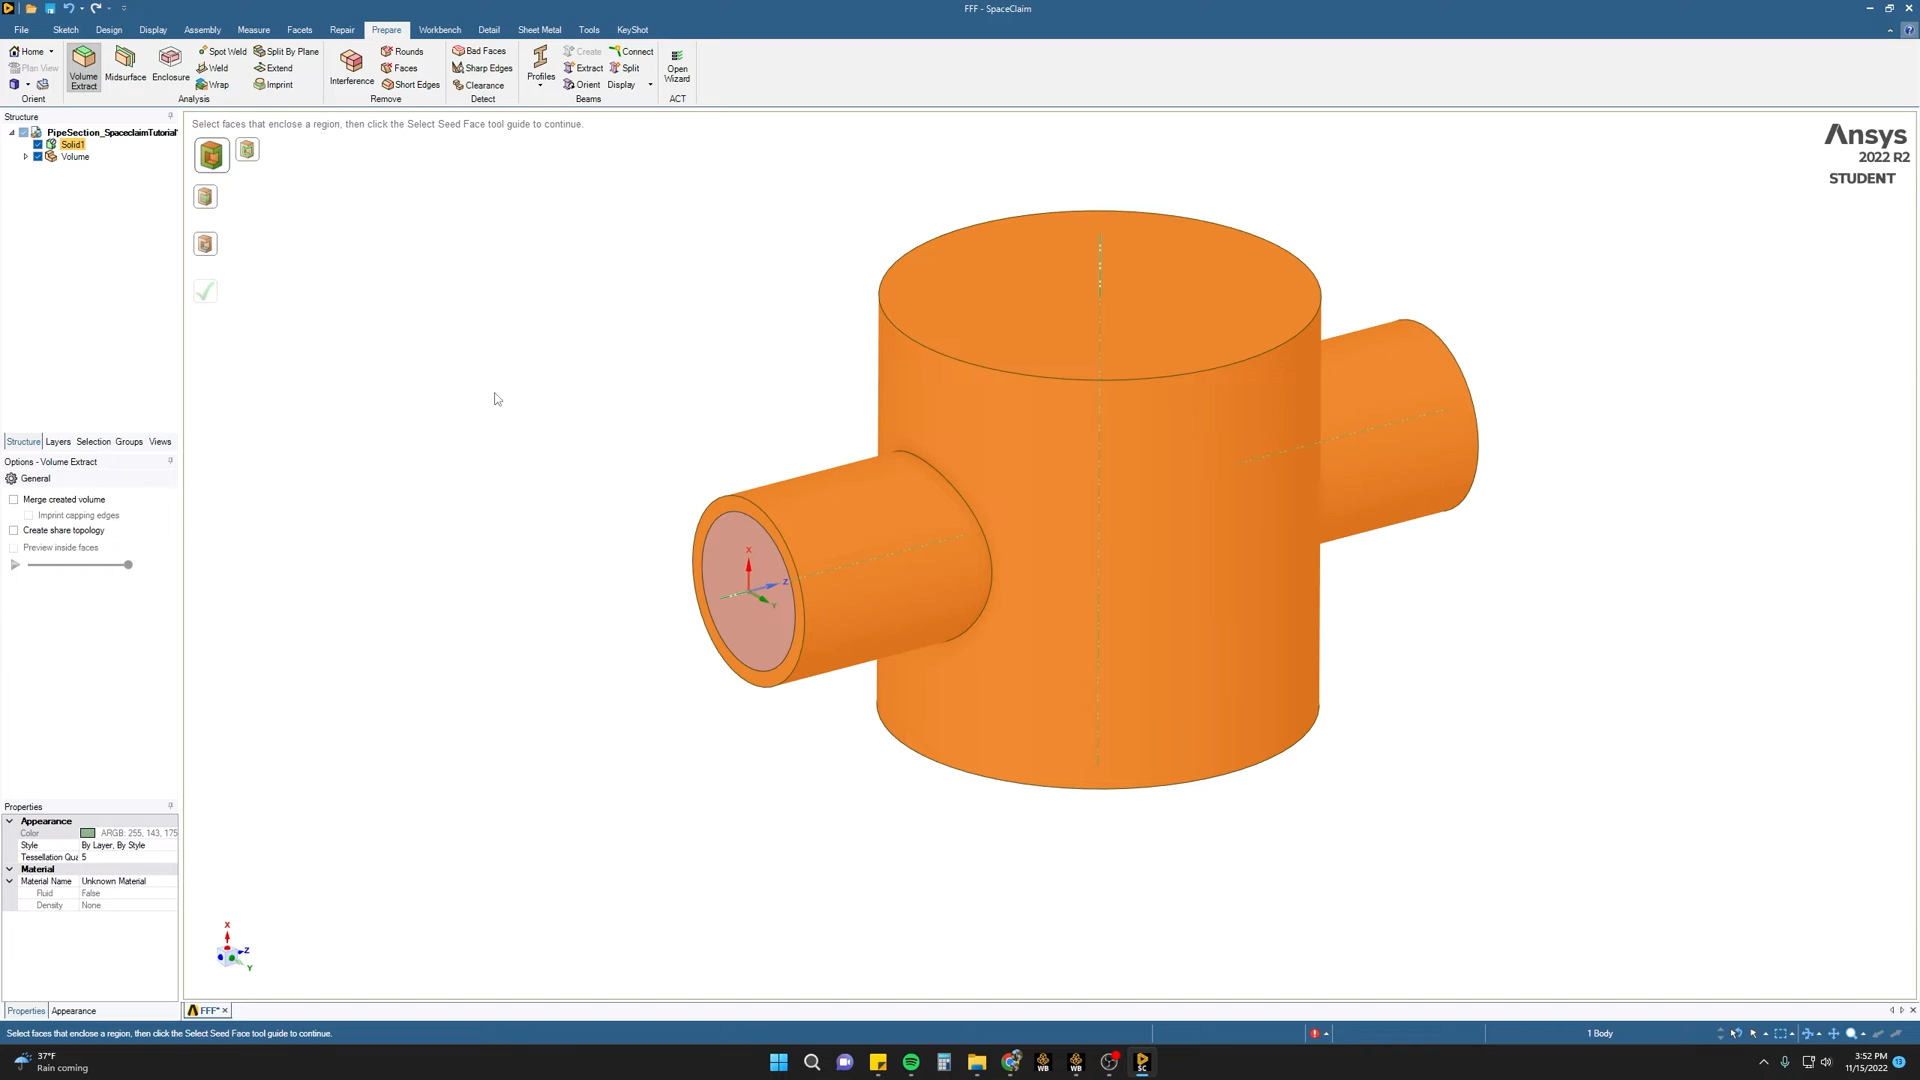 FFF - SpaceClaim
File Sketch Design Display Assembly Measure Facets Repair Prepare Workbench Detail Sheet Metal Tools KeyShot
Home
Plan View
Orient
Volume Extract
Midsurface
Enclosure
Spot Weld
Weld
Wrap
Split By Plane
Extend
Imprint
Analysis
Interference
Rounds
Faces
Short Edges
Remove
Bad Faces
Sharp Edges
Clearance
Detect
Profiles
Create
Extract
Orient
Connect
Split
Display
Beams
Open Wizard
ACT
Structure
PipeSection_SpaceclaimTutorial*
Solid1
Volume
Structure Layers Selection Groups Views
Options - Volume Extract
General
Merge created volume
Imprint capping edges
Create share topology
Preview inside faces
Properties
Appearance
Color ARGB: 255, 143, 175
Style By Layer, By Style
Tessellation Qua 5
Material
Material Name Unknown Material
Fluid False
Density None
Properties Appearance
Select faces that enclose a region, then click the Select Seed Face tool guide to continue.
Ansys
2022 R2
STUDENT
X
Z
Y
X
Z
Y
FFF*
Select faces that enclose a region, then click the Select Seed Face tool guide to continue.
1 Body
37°F
Rain coming
WB
WB
SC
3:52 PM
11/15/2022
13